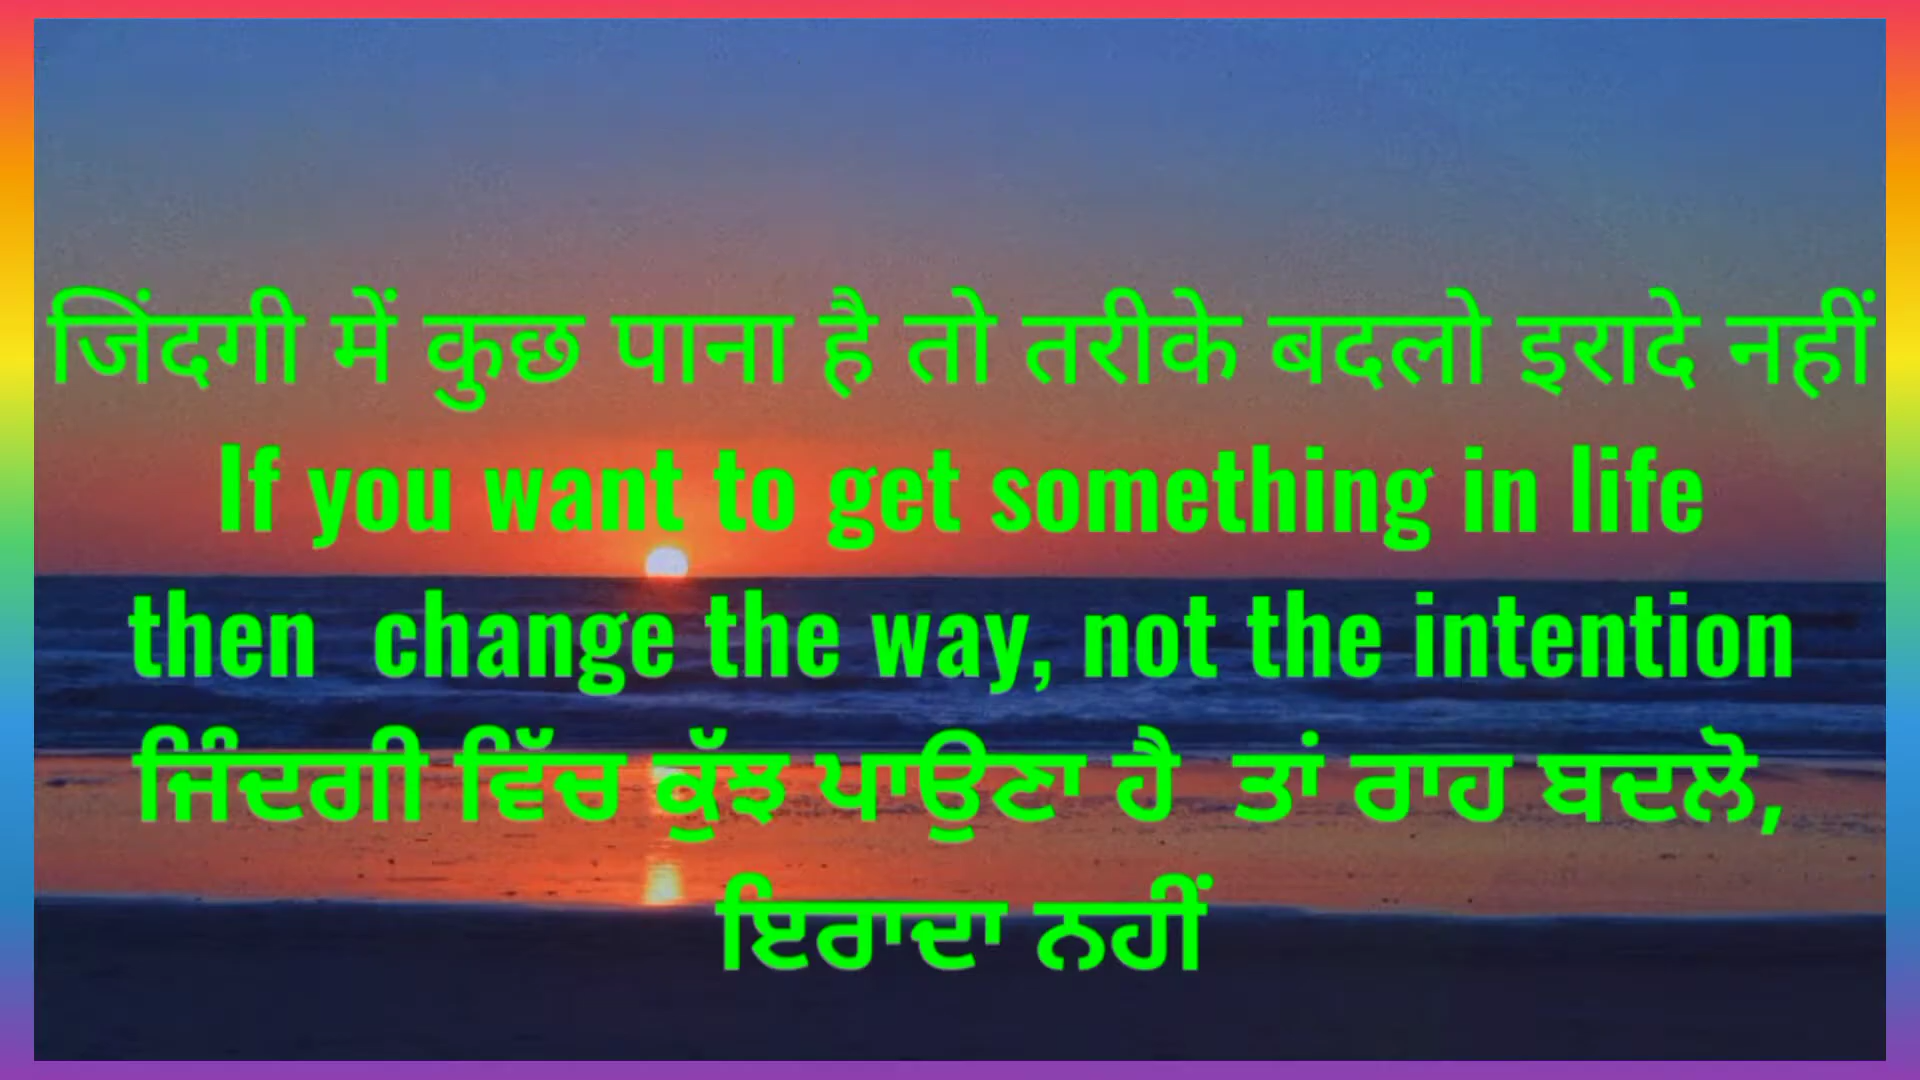 जिंदगी में कुछ पाना है तो तरीके बदलो इरादे नहीं
If you want to get something in life
then  change the way, not the intention
ਜਿੰਦਗੀ ਵਿੱਚ ਕੁੱਝ ਪਾਉਣਾ ਹੈ  ਤਾਂ ਰਾਹ ਬਦਲੋ,
ਇਰਾਦਾ ਨਹੀਂ